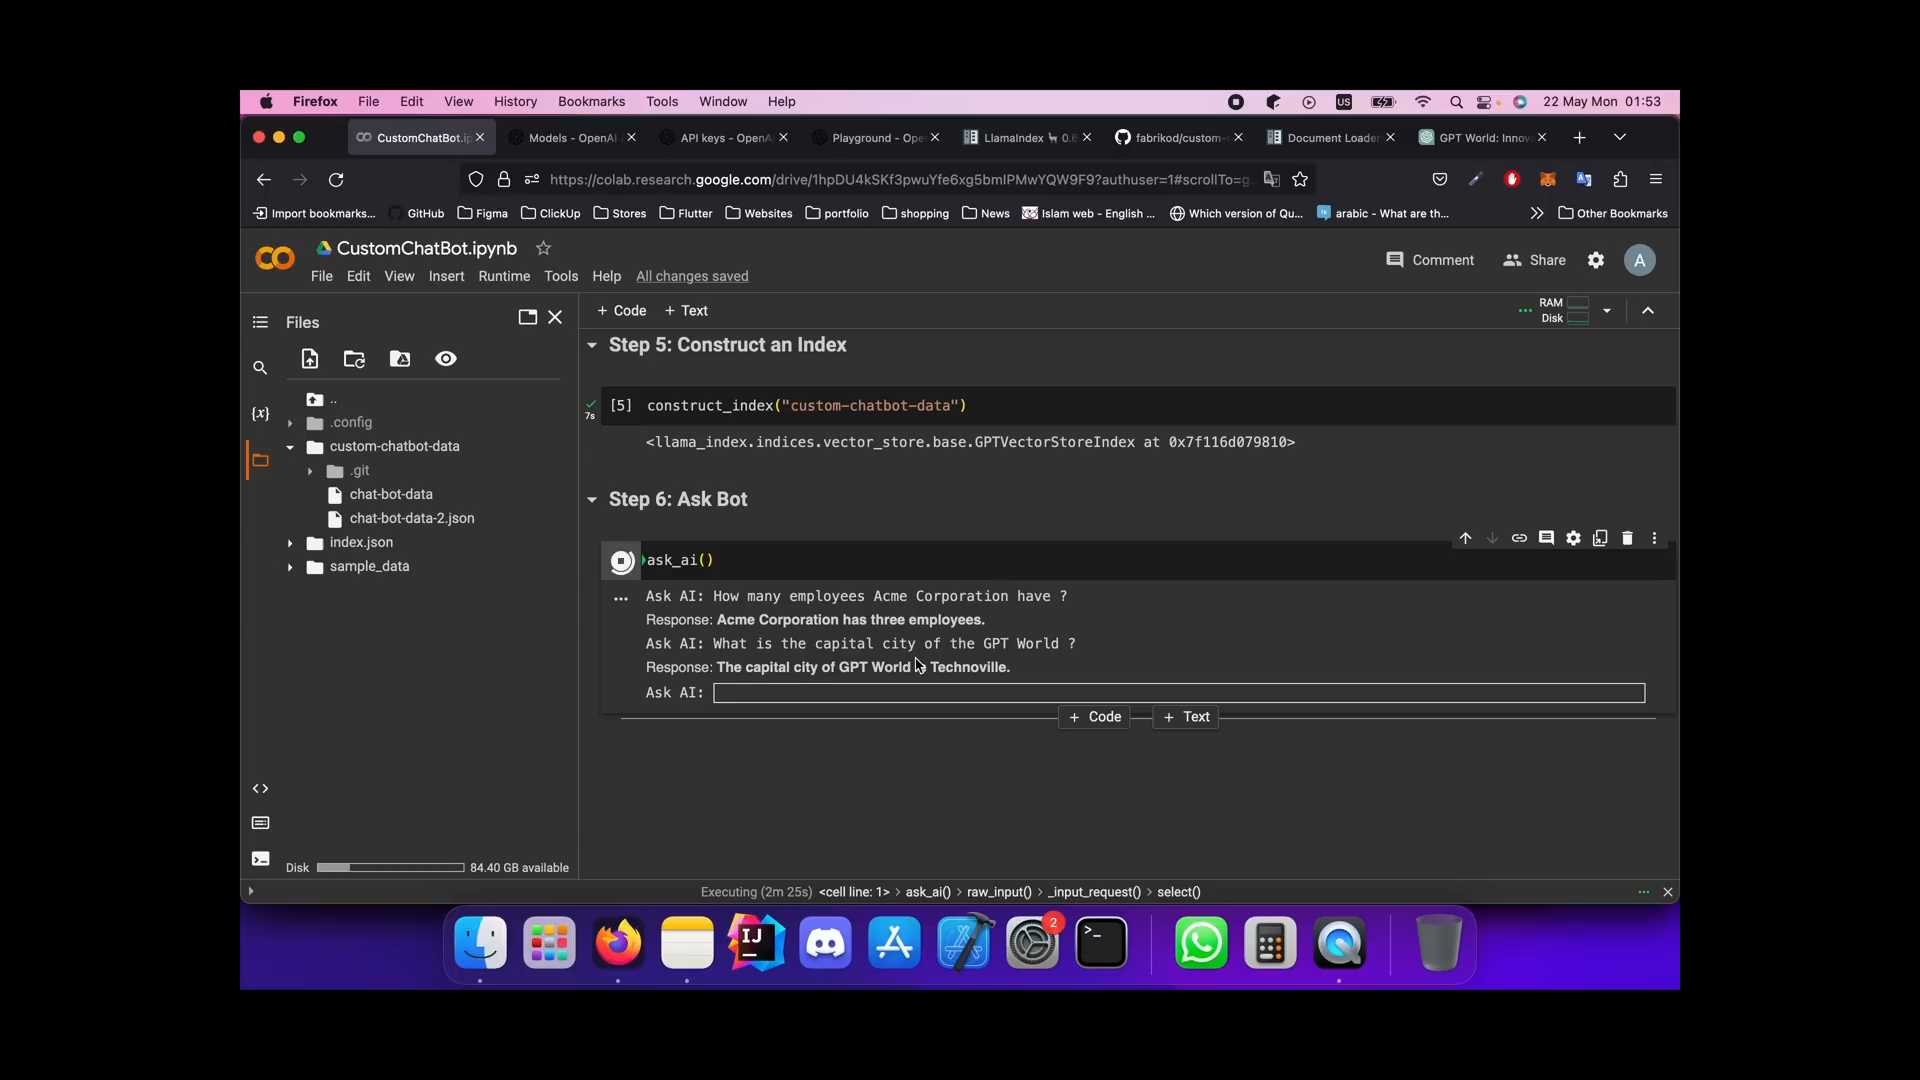 Firefox File Edit View History Bookmarks Tools Window Help US 22 May Mon 01:53
CustomChatBot.ip Models - OpenAI API keys - OpenA Playground - Ope LlamaIndex 0.6 fabrikod/custom- Document Loader GPT World: Innov
https://colab.research.google.com/drive/1hpDU4kSKf3pwuYfe6xg5bmIPMwYQW9F9?authuser=1#scrollTo=g
Import bookmarks... GitHub Figma ClickUp Stores Flutter Websites portfolio shopping News Islam web - English ... Which version of Qu... arabic - What are th... Other Bookmarks
CustomChatBot.ipynb
File Edit View Insert Runtime Tools Help All changes saved
Comment Share A
Files
+ Code + Text
RAM
Disk
..
.config
custom-chatbot-data
.git
chat-bot-data
chat-bot-data-2.json
index.json
sample_data
Disk 84.40 GB available
Step 5: Construct an Index
7s
[5] construct_index("custom-chatbot-data")
<llama_index.indices.vector_store.base.GPTVectorStoreIndex at 0x7f116d079810>
Step 6: Ask Bot
ask_ai()
... Ask AI: How many employees Acme Corporation have ?
Response: Acme Corporation has three employees.
Ask AI: What is the capital city of the GPT World ?
Response: The capital city of GPT World is Technoville.
Ask AI:
+ Code + Text
Executing (2m 25s) <cell line: 1> > ask_ai() > raw_input() > _input_request() > select()
IJ
2